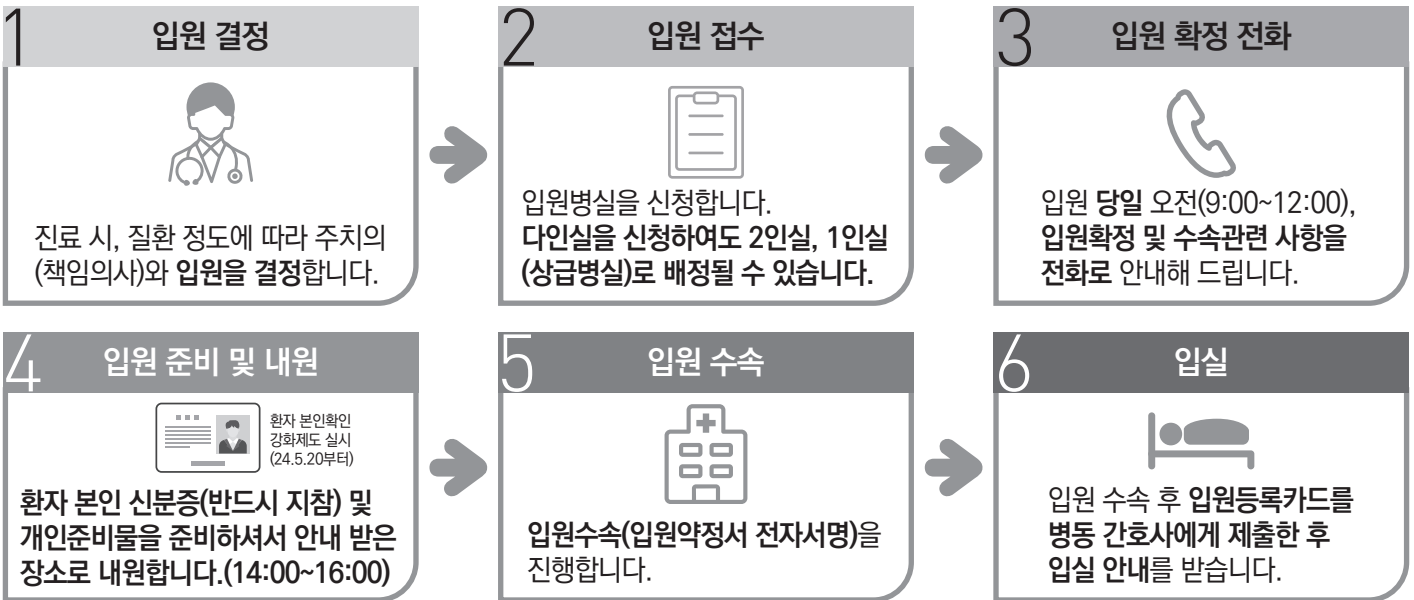 1 입원 결정
진료 시, 질환 정도에 따라 주치의
(책임의사)와 입원을 결정합니다.
2 입원 접수
입원병실을 신청합니다.
다인실을 신청하여도 2인실, 1인실
(상급병실)로 배정될 수 있습니다.
3 입원 확정 전화
입원 당일 오전(9:00~12:00),
입원확정 및 수속관련 사항을
전화로 안내해 드립니다.
4 입원 준비 및 내원
환자 본인확인
강화제도 실시
(24.5.20부터)
환자 본인 신분증(반드시 지참) 및
개인준비물을 준비하셔서 안내 받은
장소로 내원합니다.(14:00~16:00)
5 입원 수속
입원수속(입원약정서 전자서명)을
진행합니다.
6 입실
입원 수속 후 입원등록카드를
병동 간호사에게 제출한 후
입실 안내를 받습니다.